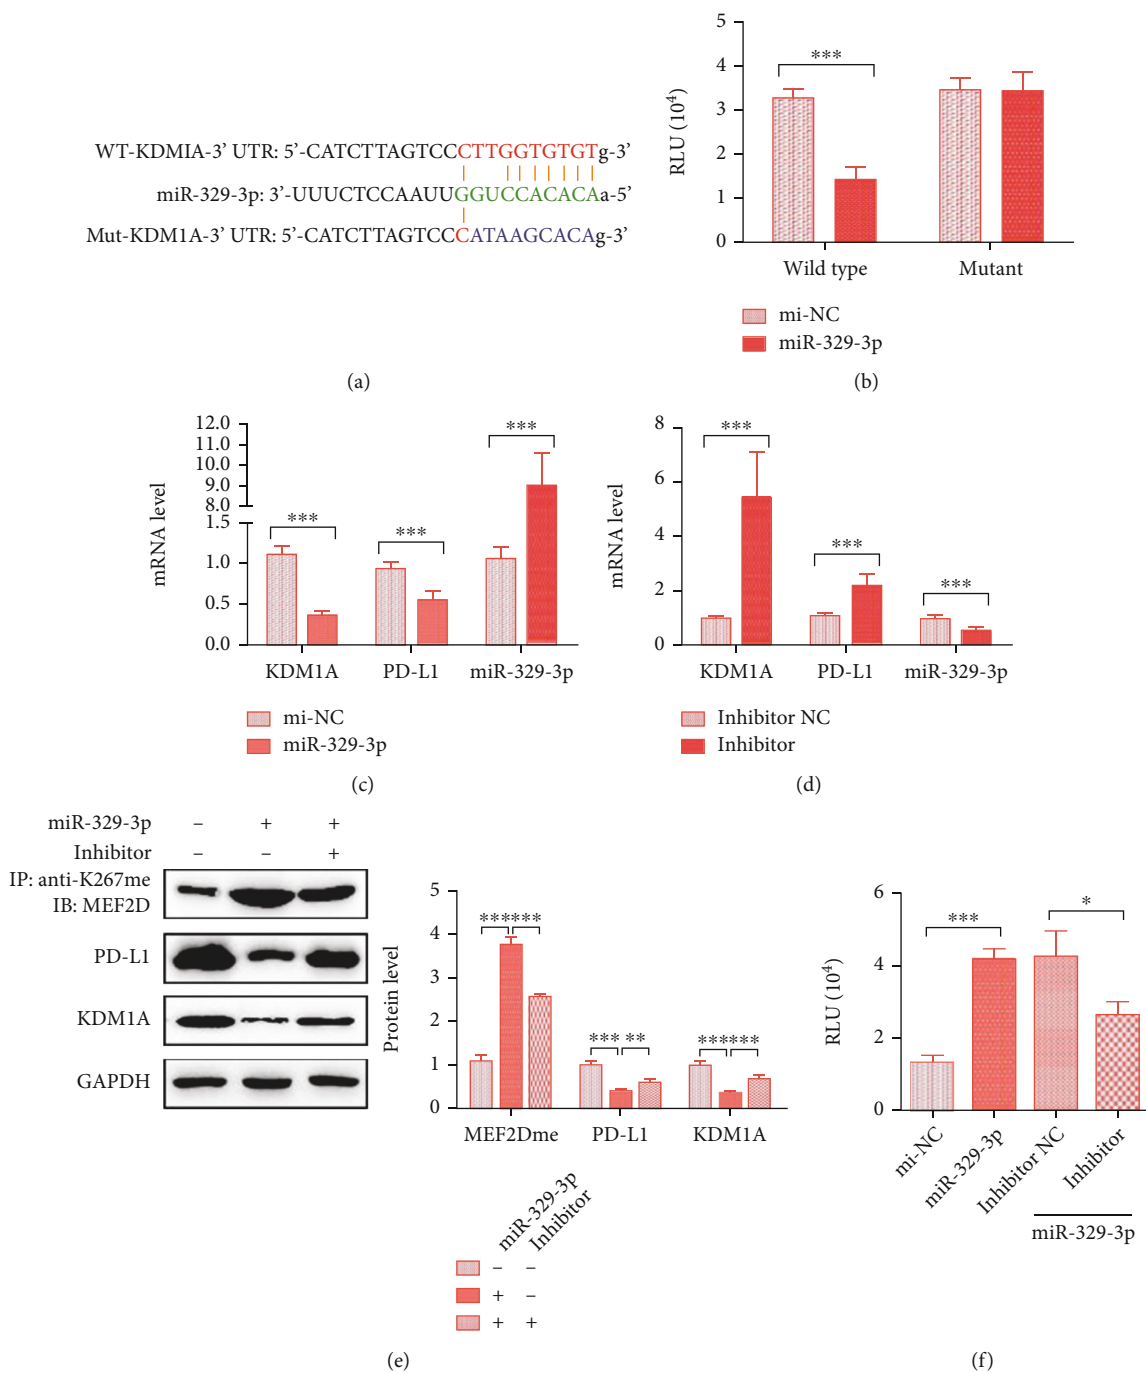 WT-KDMIA-3’ UTR: 5’-CATCTTAGTCCCTTGGTGTGTg-3’
miR-329-3p: 3’-UUUCUCCAAUUGGUCCACACAa-5’
Mut-KDM1A-3’ UTR: 5’-CATCTTAGTCCCATAAGCACAg-3’
(a)
RLU (10⁴)
5
4
3
2
1
0
***
Wild type Mutant
mi-NC
miR-329-3p
(b)
mRNA level
12.0
11.0
10.0
9.0
8.0
1.5
1.0
0.5
0.0
*** *** ***
KDM1A PD-L1 miR-329-3p
mi-NC
miR-329-3p
(c)
mRNA level
8
6
4
2
0
*** *** ***
KDM1A PD-L1 miR-329-3p
Inhibitor NC
Inhibitor
(d)
miR-329-3p – + +
Inhibitor – – +
IP: anti-K267me
IB: MEF2D
PD-L1
KDM1A
GAPDH
Protein level
5
4
3
2
1
0
*** *** *** ** *** ***
MEF2Dme PD-L1 KDM1A
miR-329-3p
Inhibitor
– –
+ –
+ +
(e)
RLU (10⁴)
6
4
2
0
*** *
mi-NC
miR-329-3p
Inhibitor NC
Inhibitor
miR-329-3p
(f)